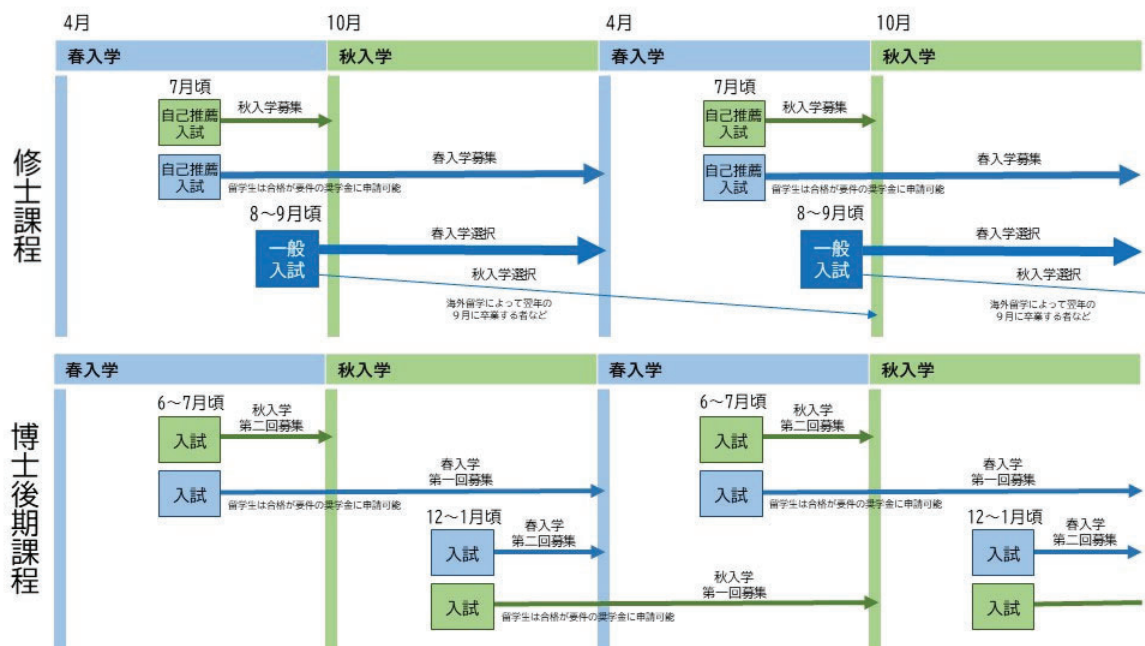 4月 10月 4月 10月
春入学 秋入学 春入学 秋入学
修士課程
7月頃 7月頃
自己推薦
入試
秋入学募集
自己推薦
入試
秋入学募集
自己推薦
入試
春入学募集
留学生は合格が要件の奨学金に申請可能
自己推薦
入試
春入学募集
留学生は合格が要件の奨学金に申請可能
8~9月頃 8~9月頃
一般
入試
春入学選択
秋入学選択
海外留学によって翌年の
9月に卒業する者など
一般
入試
春入学選択
秋入学選択
海外留学によって翌年の
9月に卒業する者など
春入学 秋入学 春入学 秋入学
博士後期課程
6~7月頃 6~7月頃
入試
秋入学
第二回募集
入試
秋入学
第二回募集
入試
春入学
第一回募集
留学生は合格が要件の奨学金に申請可能
入試
春入学
第一回募集
留学生は合格が要件の奨学金に申請可能
12~1月頃 12~1月頃
入試
春入学
第二回募集
入試
春入学
第二回募集
入試
秋入学
第一回募集
留学生は合格が要件の奨学金に申請可能
入試